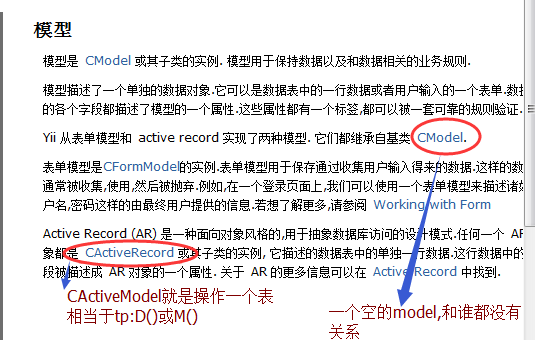 模型
模型是 CModel 或其子类的实例. 模型用于保持数据以及和数据相关的业务规则.
模型描述了一个单独的数据对象.它可以是数据表中的一行数据或者用户输入的一个表单.数据
的各个字段都描述了模型的一个属性.这些属性都有一个标签,都可以被一套可靠的规则验证.
Yii 从表单模型和 active record 实现了两种模型. 它们都继承自基类 CModel.
表单模型是CFormModel的实例.表单模型用于保存通过收集用户输入得来的数据.这样的数
通常被收集,使用,然后被抛弃.例如,在一个登录页面上,我们可以使用一个表单模型来描述诸如
户名,密码这样的由最终用户提供的信息.若想了解更多,请参阅 Working with Form
Active Record (AR) 是一种面向对象风格的,用于抽象数据库访问的设计模式.任何一个 AR
象都是 CActiveRecord 或其子类的实例, 它描述的数据表中的单独一行数据.这行数据中的
段被描述成 AR 对象的一个属性. 关于 AR 的更多信息可以在 Active Record 中找到.
CActiveModel就是操作一个表
相当于tp:D()或M()
一个空的model,和谁都没有
关系